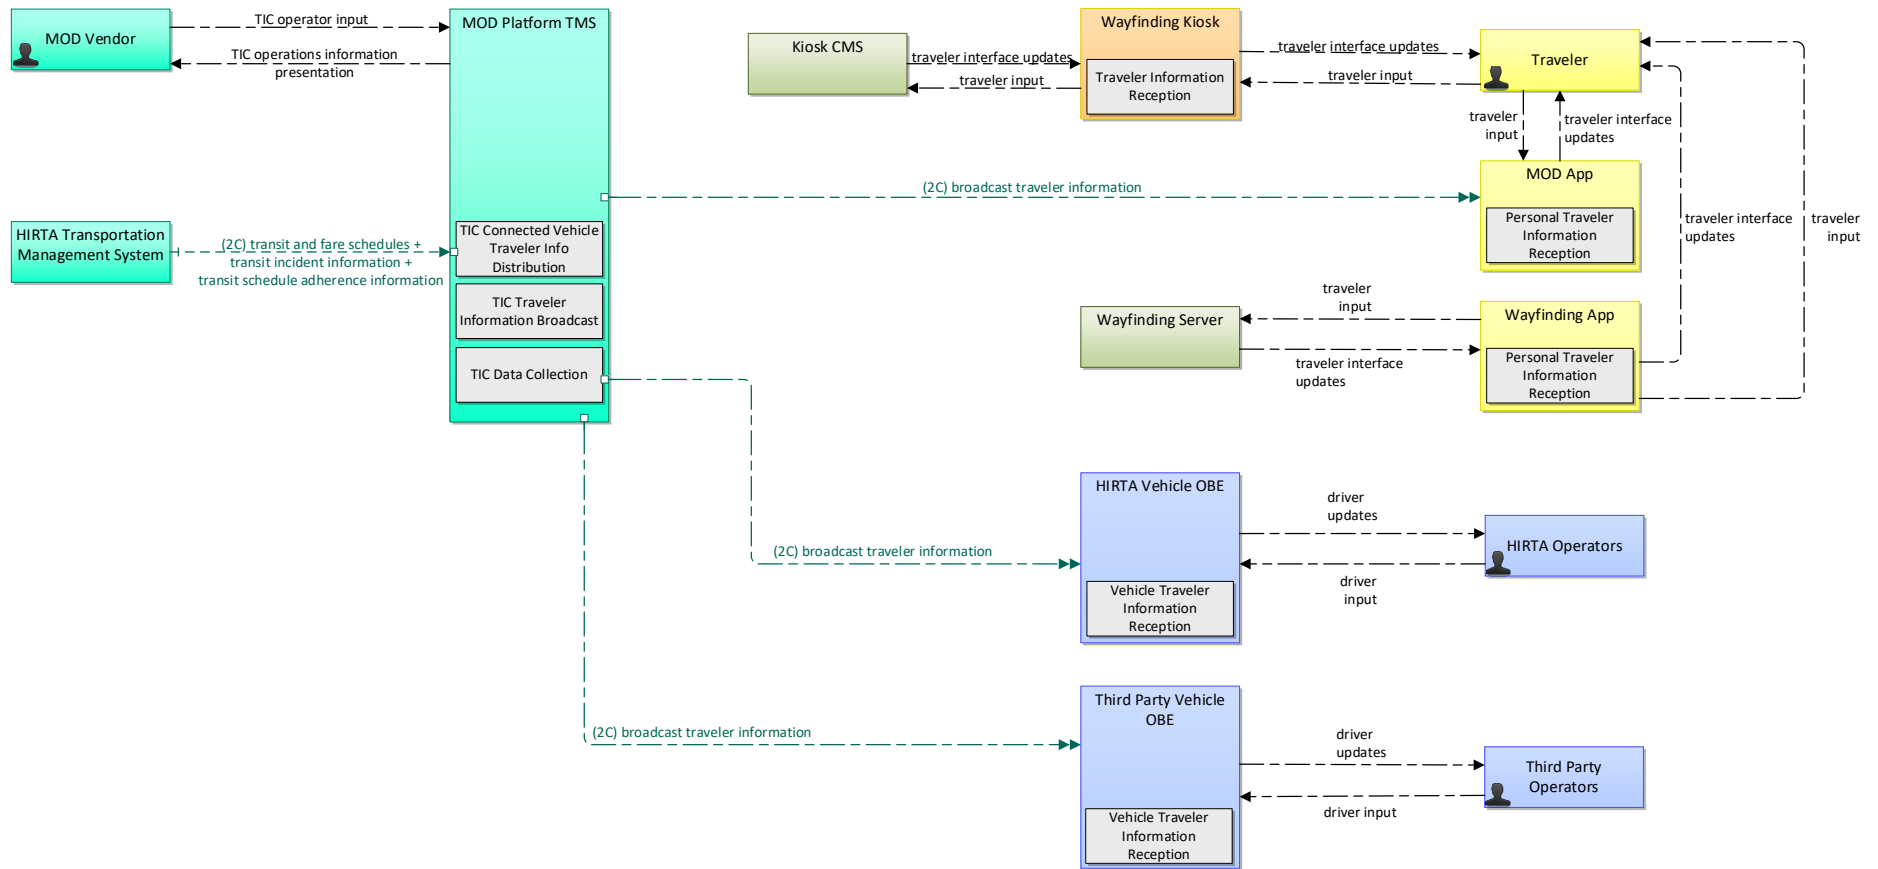 MOD Vendor
TIC operator input
TIC operations information
presentation
MOD Platform TMS
HIRTA Transportation
Management System
(2C) transit and fare schedules +
transit incident information +
transit schedule adherence information
TIC Connected Vehicle
Traveler Info
Distribution
TIC Traveler
Information Broadcast
TIC Data Collection
Kiosk CMS
traveler interface updates
traveler input
Wayfinding Kiosk
Traveler Information
Reception
traveler interface updates
traveler input
Traveler
traveler
input
traveler interface
updates
(2C) broadcast traveler information
MOD App
Personal Traveler
Information
Reception
traveler interface
updates
traveler
input
Wayfinding Server
traveler
input
traveler interface
updates
Wayfinding App
Personal Traveler
Information
Reception
(2C) broadcast traveler information
HIRTA Vehicle OBE
Vehicle Traveler
Information
Reception
driver
updates
driver
input
HIRTA Operators
(2C) broadcast traveler information
Third Party Vehicle
OBE
Vehicle Traveler
Information
Reception
driver
updates
driver input
Third Party
Operators